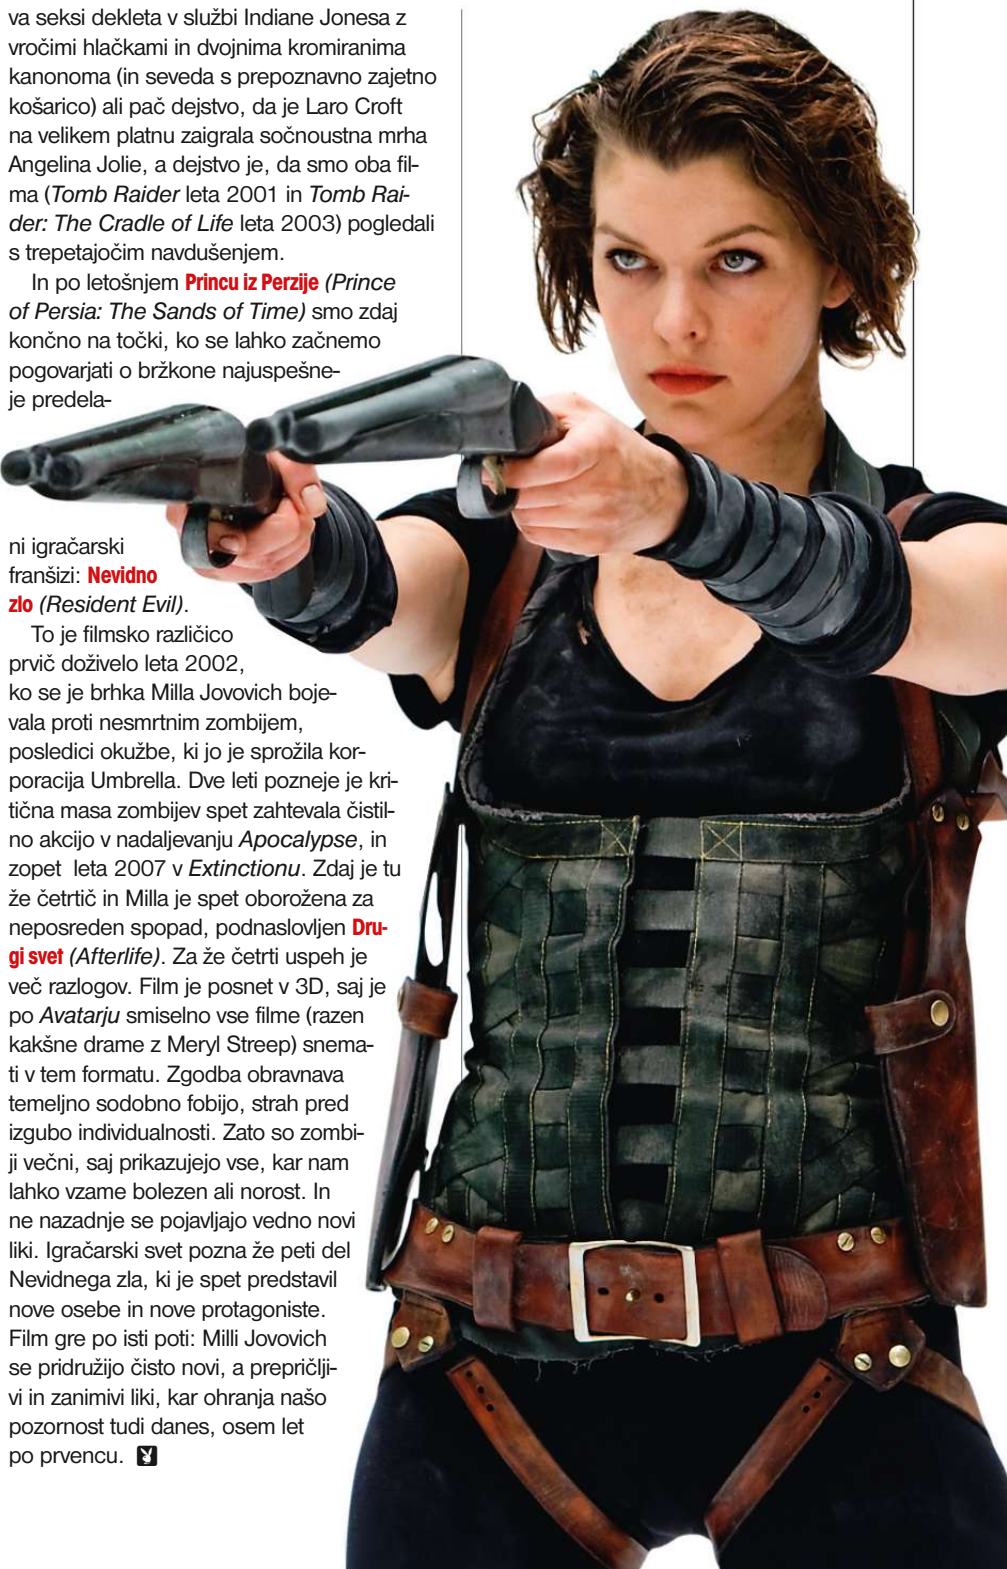 va seksi dekleta v službi Indiane Jonesa z
vročimi hlačkami in dvojnima kromiranima
kanonoma (in seveda s prepoznavno zajetno
košarico) ali pač dejstvo, da je Laro Croft
na velikem platnu zaigrala sočnoustna mrha
Angelina Jolie, a dejstvo je, da smo oba fil-
ma (Tomb Raider leta 2001 in Tomb Rai-
der: The Cradle of Life leta 2003) pogledali
s trepetajočim navdušenjem.
In po letošnjem Princu iz Perzije (Prince
of Persia: The Sands of Time) smo zdaj
končno na točki, ko se lahko začnemo
pogovarjati o bržkone najuspešne-
je predela-
ni igračarski
franšizi: Nevidno
zlo (Resident Evil).
To je filmsko različico
prvič doživelo leta 2002,
ko se je brhka Milla Jovovich boje-
vala proti nesmrtnim zombijem,
posledici okužbe, ki jo je sprožila kor-
poracija Umbrella. Dve leti pozneje je kri-
tična masa zombijev spet zahtevala čistil-
no akcijo v nadaljevanju Apocalypse, in
zopet leta 2007 v Extinctionu. Zdaj je tu
že četrtič in Milla je spet oborožena za
neposreden spopad, podnaslovljen Dru-
gi svet (Afterlife). Za že četrti uspeh je
več razlogov. Film je posnet v 3D, saj je
po Avatarju smiselno vse filme (razen
kakšne drame z Meryl Streep) snema-
ti v tem formatu. Zgodba obravnava
temeljno sodobno fobijo, strah pred
izgubo individualnosti. Zato so zombi-
ji večni, saj prikazujejo vse, kar nam
lahko vzame bolezen ali norost. In
ne nazadnje se pojavljajo vedno novi
liki. Igračarski svet pozna že peti del
Nevidnega zla, ki je spet predstavil
nove osebe in nove protagoniste.
Film gre po isti poti: Milli Jovovich
se pridružijo čisto novi, a prepričlji-
vi in zanimivi liki, kar ohranja našo
pozornost tudi danes, osem let
po prvencu.